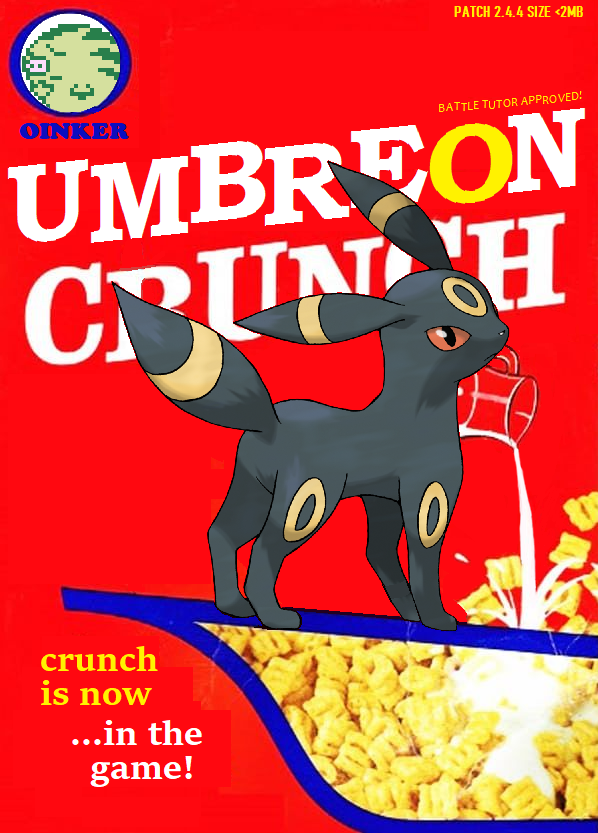 PATCH 2.4.4 SIZE <2MB
OINKER
BATTLE TUTOR APPROVED!
UMBREON
CRUNCH
crunch
is now
...in the
game!